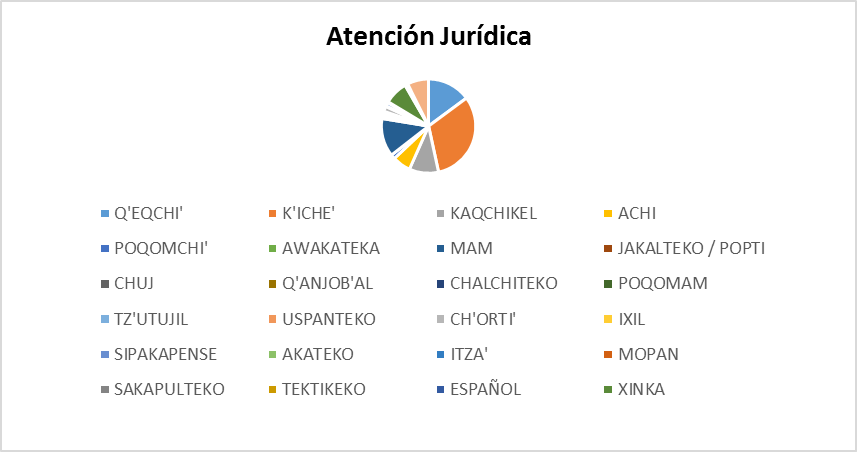 Atención Jurídica
Q'EQCHI' K'ICHE' KAQCHIKEL ACHI
POQOMCHI' AWAKATEKA MAM JAKALTEKO / POPTI
CHUJ Q'ANJOB'AL CHALCHITEKO POQOMAM
TZ'UTUJIL USPANTEKO CH'ORTI' IXIL
SIPAKAPENSE AKATEKO ITZA' MOPAN
SAKAPULTEKO TEKTIKEKO ESPAÑOL XINKA